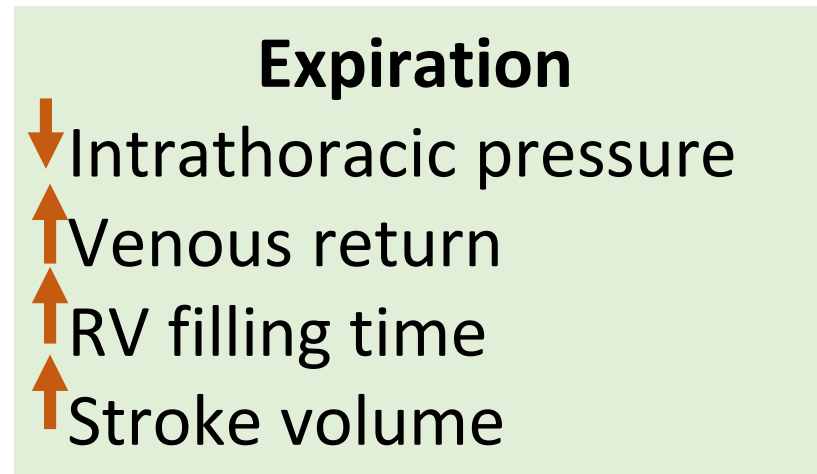 Expiration
Intrathoracic pressure
Venous return
RV filling time
Stroke volume